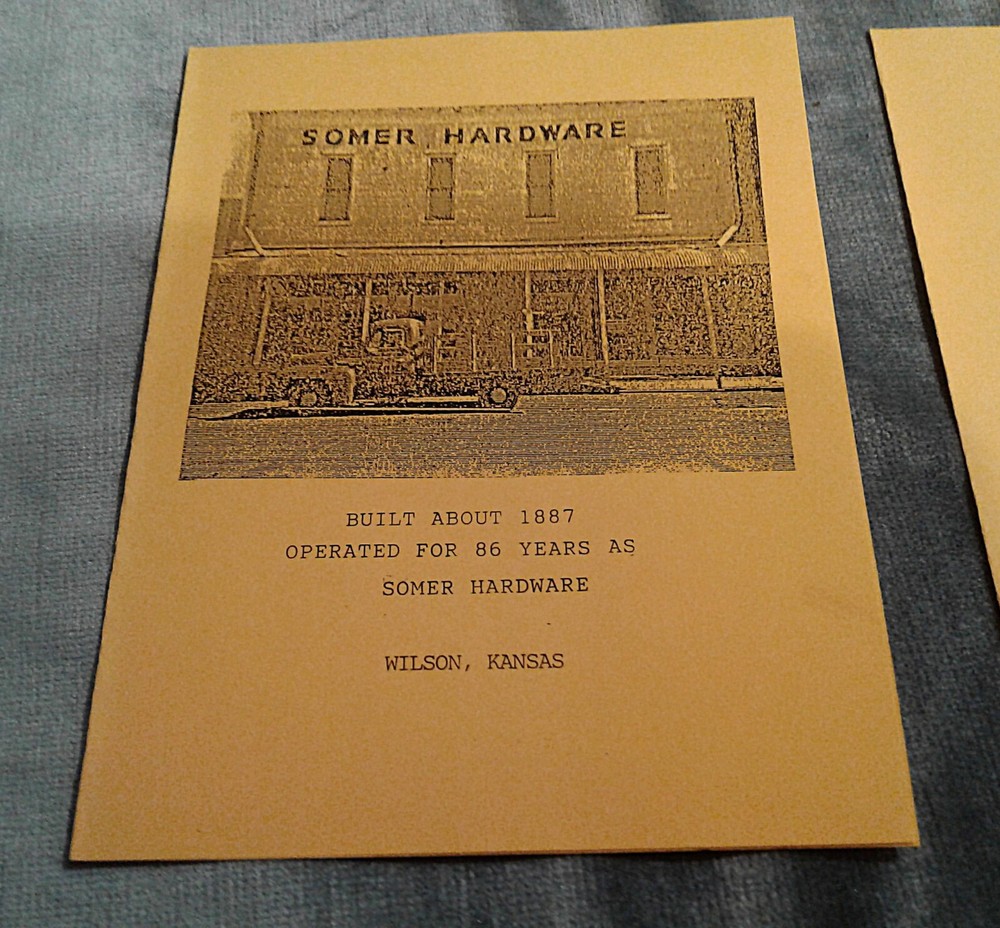 SOMER HARDWARE
BUILT ABOUT 1887
OPERATED FOR 86 YEARS AS
SOMER HARDWARE
WILSON, KANSAS